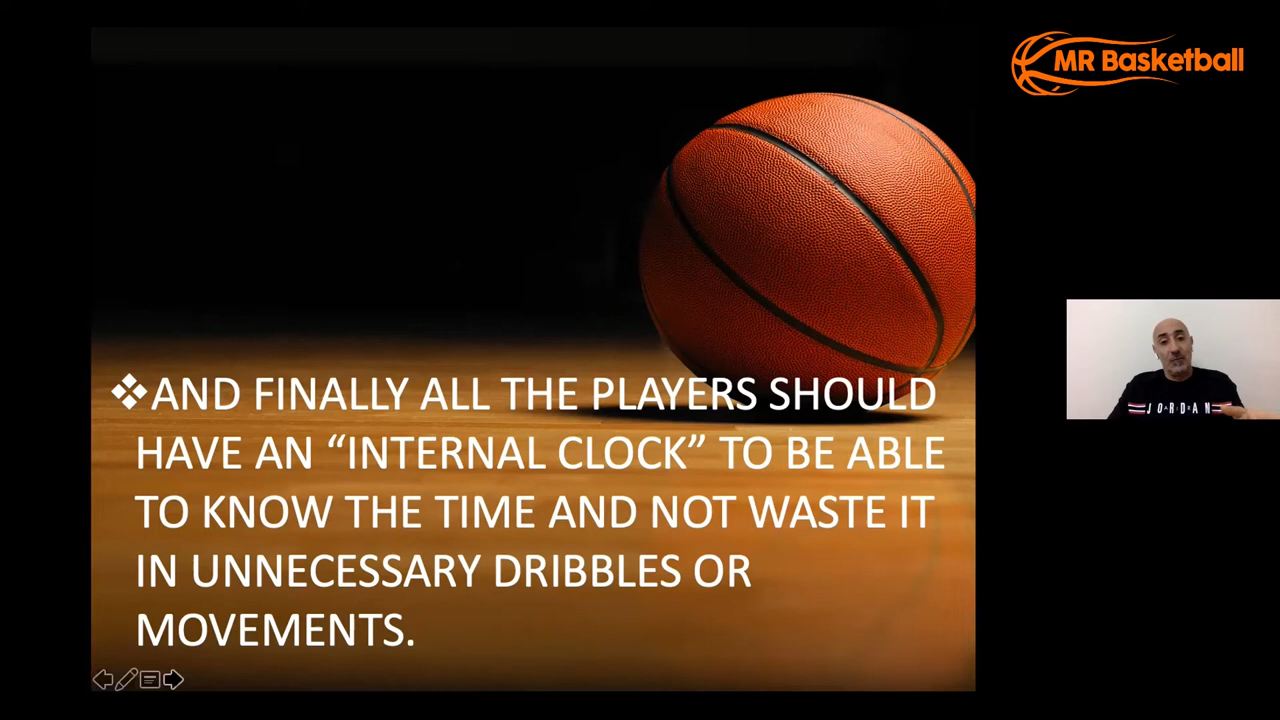 MR Basketball
❖AND FINALLY ALL THE PLAYERS SHOULD
HAVE AN “INTERNAL CLOCK” TO BE ABLE
TO KNOW THE TIME AND NOT WASTE IT
IN UNNECESSARY DRIBBLES OR
MOVEMENTS.
JORDAN